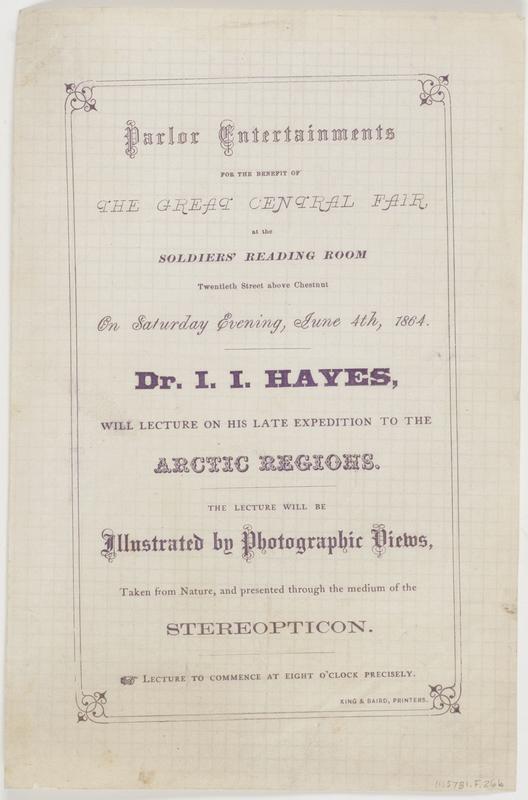 Parlor Entertainments
FOR THE BENEFIT OF
THE GREAT CENTRAL FAIR,
at the
SOLDIERS' READING ROOM
Twentieth Street above Chestnut
On Saturday Evening, June 4th, 1864.
Dr. I. I. HAYES,
WILL LECTURE ON HIS LATE EXPEDITION TO THE
ARCTIC REGIONS.
THE LECTURE WILL BE
Illustrated by Photographic Views,
Taken from Nature, and presented through the medium of the
STEREOPTICON.
☞ LECTURE TO COMMENCE AT EIGHT O'CLOCK PRECISELY.
KING & BAIRD, PRINTERS.